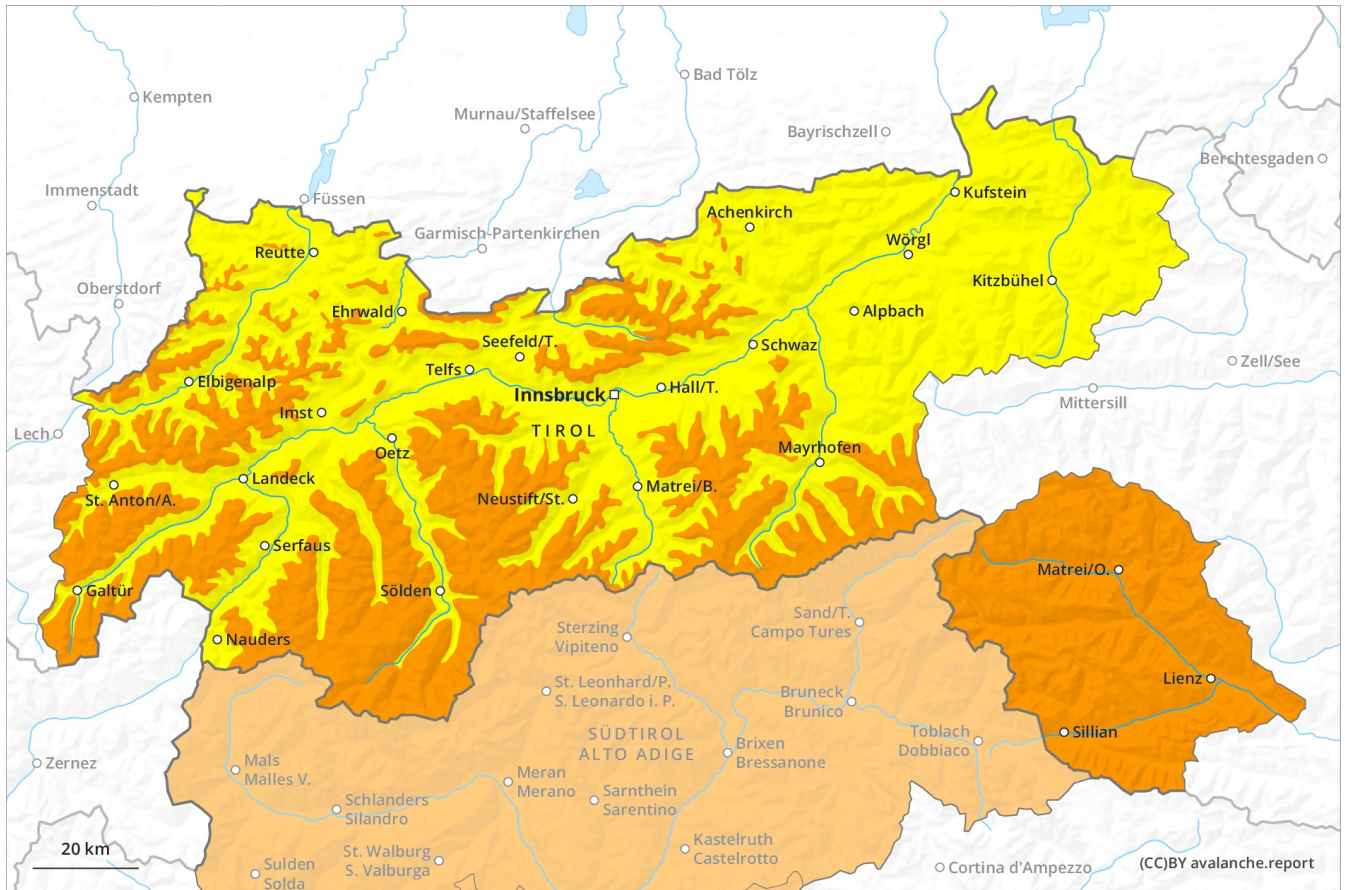 Bad Tölz
Kempten
Murnau/Staffelsee
Bayrischzell
Berchtesgaden
Immenstadt
Füssen
Kufstein
Achenkirch
Garmisch-Partenkirchen
Wörgl
Reutte
Kitzbühel
Oberstdorf
Ehrwald
Alpbach
Seefeld/T.
Schwaz
Zell/See
Telfs
Elbigenalp
Hall/T.
Innsbruck
Mittersill
Imst
TIROL
Lech
Oetz
Mayrhofen
Landeck
Matrei/B.
St. Anton/A.
Neustift/St.
Serfaus
Matrei/O.
Galtür
Sölden
Sand/T.
Campo Tures
Sterzing
Vipiteno
Nauders
Lienz
St. Leonhard/P.
S. Leonardo i. P.
Bruneck
Brunico
SÜDTIROL
ALTO ADIGE
Toblach
Dobbiaco
Sillian
Brixen
Bressanone
Zernez
Mals
Malles V.
Meran
Merano
Sarnthein
Sarentino
Schlanders
Silandro
Kastelruth
Castelrotto
20 km
St. Walburg
S. Valburga
Sulden
Solda
Cortina d'Ampezzo
(CC)BY avalanche.report